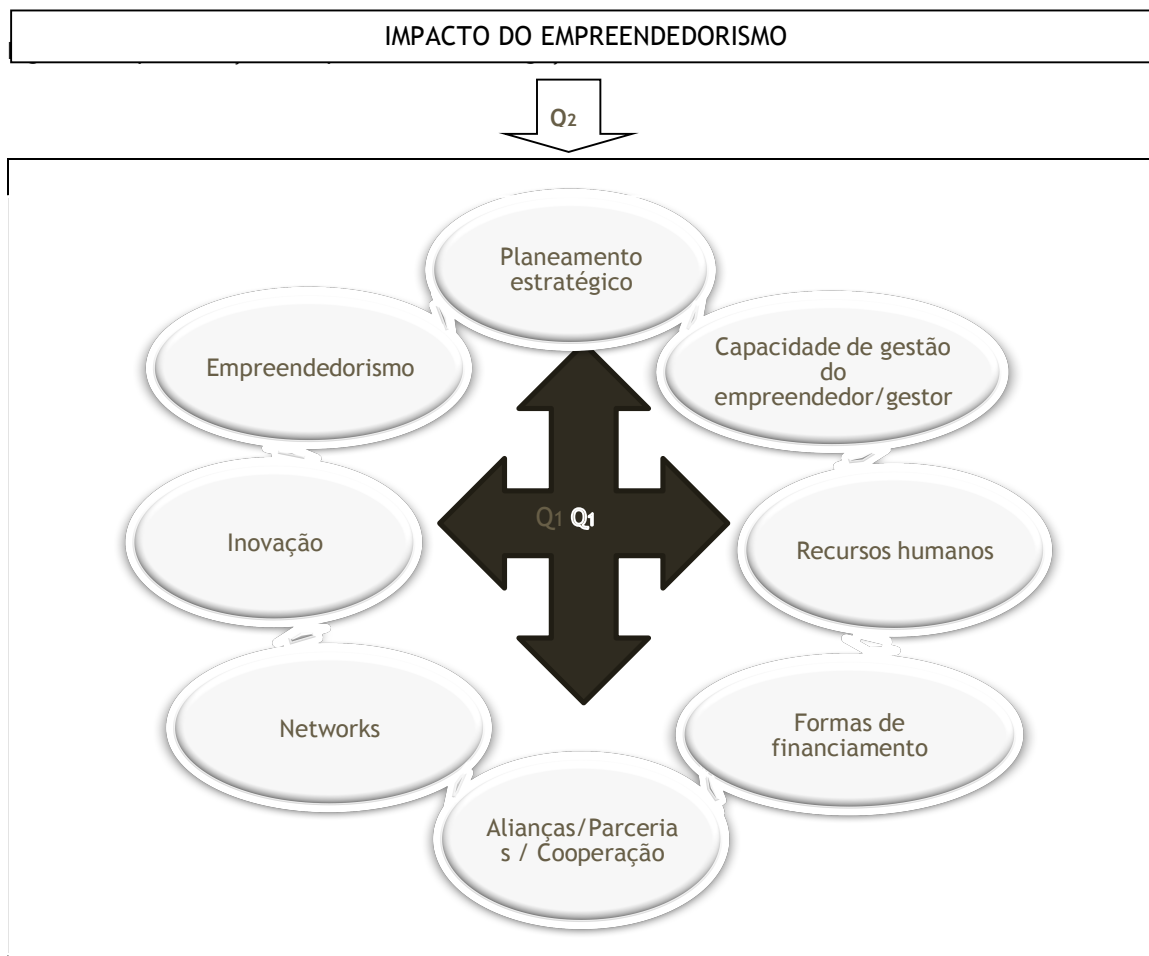 IMPACTO DO EMPREENDEDORISMO
Q2
Planeamento
estratégico
Empreendedorismo
Capacidade de gestão
do
empreendedor/gestor
Inovação
Q1 Q1
Recursos humanos
Networks
Formas de
financiamento
Alianças/Parceria
s / Cooperação